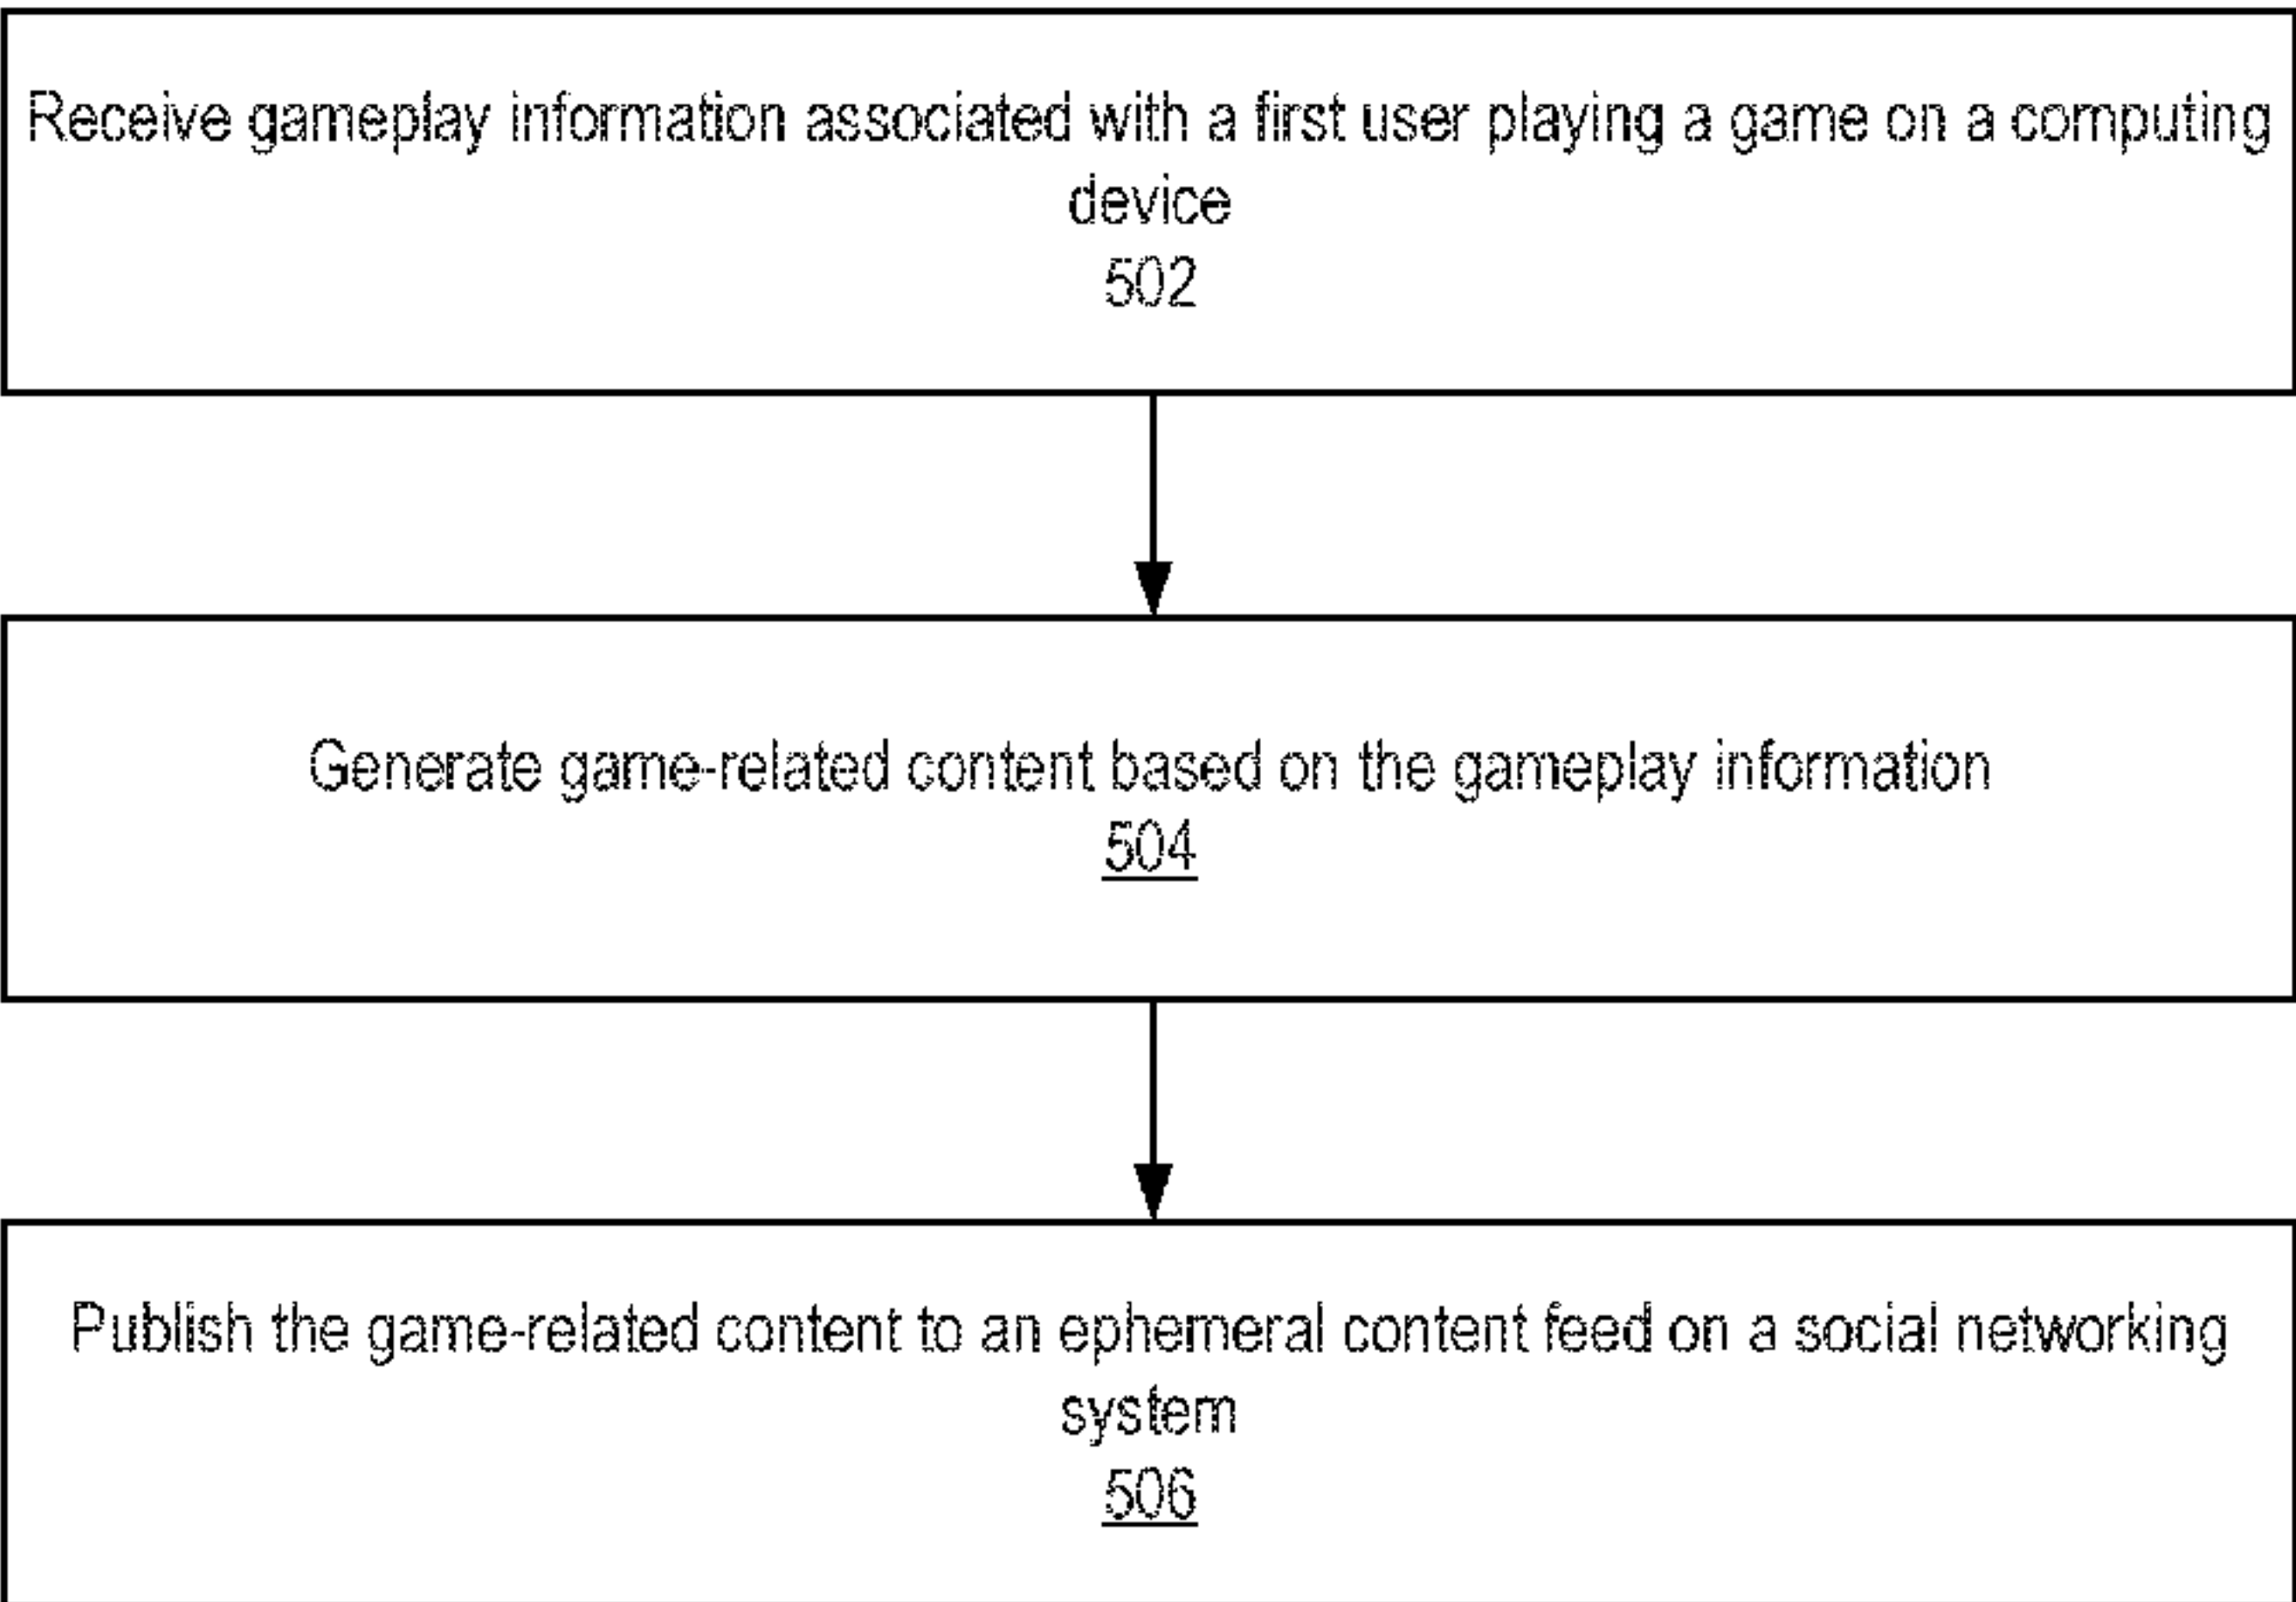 Receive gameplay information associated with a first user playing a game on a computing
device
502
Generate game-related content based on the gameplay information
504
Publish the game-related content to an ephemeral content feed on a social networking
system
506